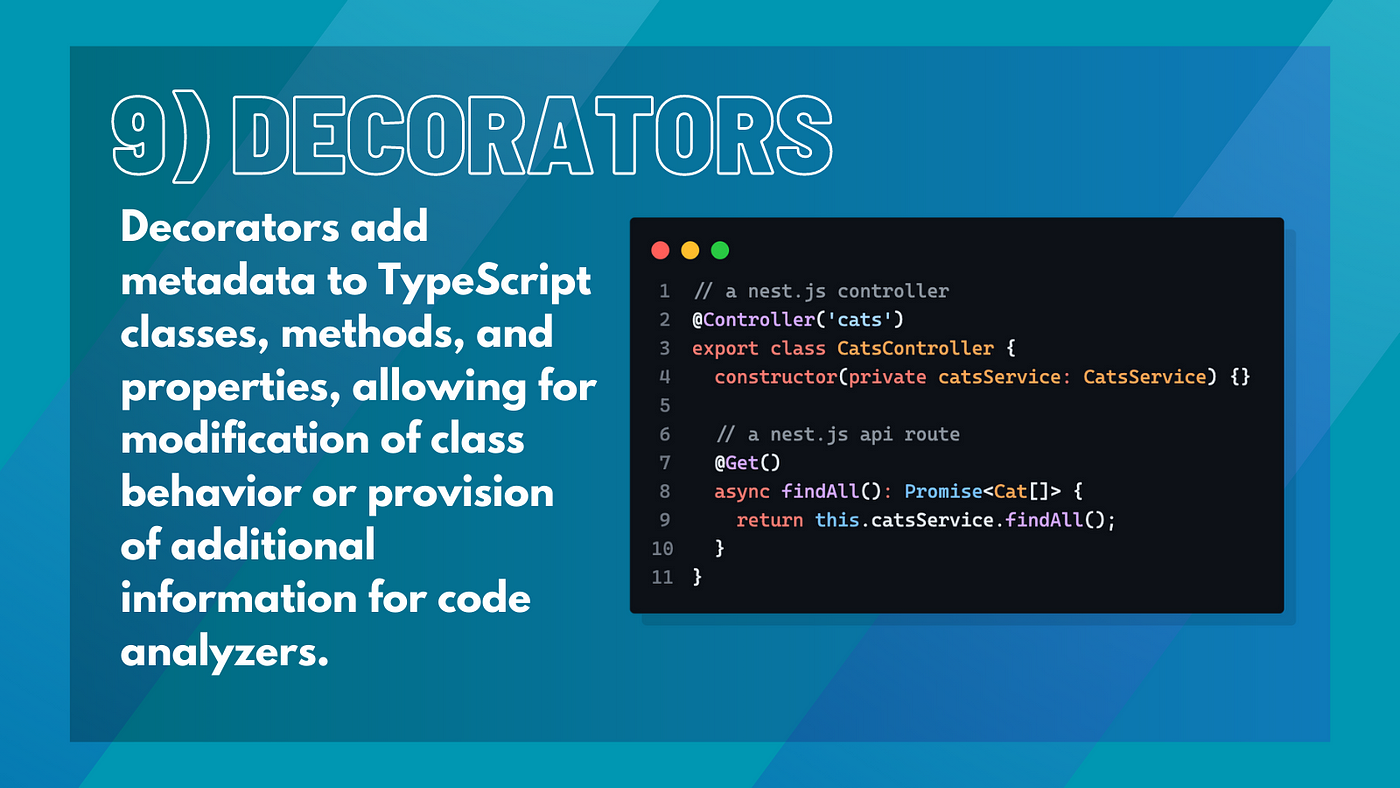 9) DECORATORS
Decorators add
metadata to TypeScript
classes, methods, and
properties, allowing for
modification of class
behavior or provision
of additional
information for code
analyzers.
1 // a nest.js controller
2 @Controller('cats')
3 export class CatsController {
4   constructor(private catsService: CatsService) {}
5
6   // a nest.js api route
7   @Get()
8   async findAll(): Promise<Cat[]> {
9     return this.catsService.findAll();
10   }
11 }